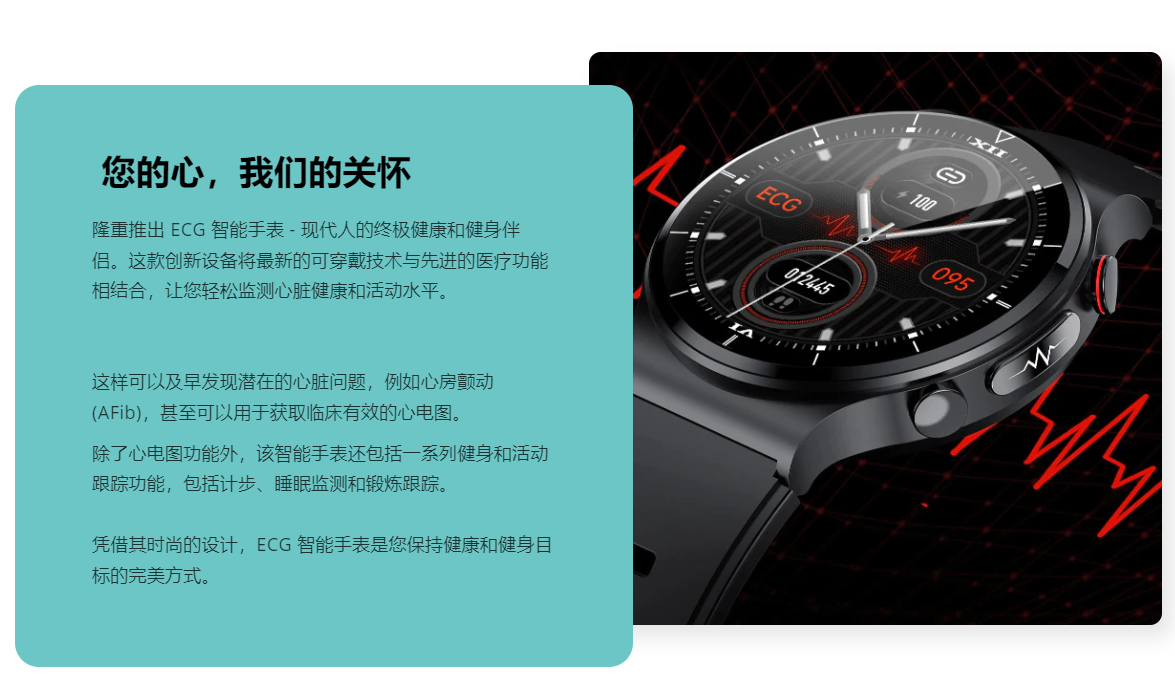 您的心，我们的关怀
隆重推出 ECG 智能手表 - 现代人的终极健康和健身伴
侣。这款创新设备将最新的可穿戴技术与先进的医疗功能
相结合，让您轻松监测心脏健康和活动水平。
这样可以及早发现潜在的心脏问题，例如心房颤动
(AFib)，甚至可以用于获取临床有效的心电图。
除了心电图功能外，该智能手表还包括一系列健身和活动
跟踪功能，包括计步、睡眠监测和锻炼跟踪。
凭借其时尚的设计，ECG 智能手表是您保持健康和健身目
标的完美方式。
XII
100
ECG
095
012445
VI